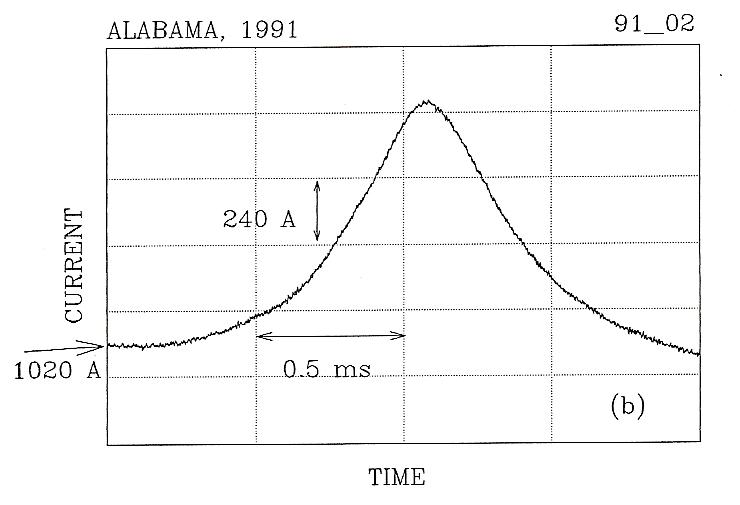 ALABAMA, 1991
91_02
240 A
CURRENT
1020 A
0.5 ms
(b)
TIME